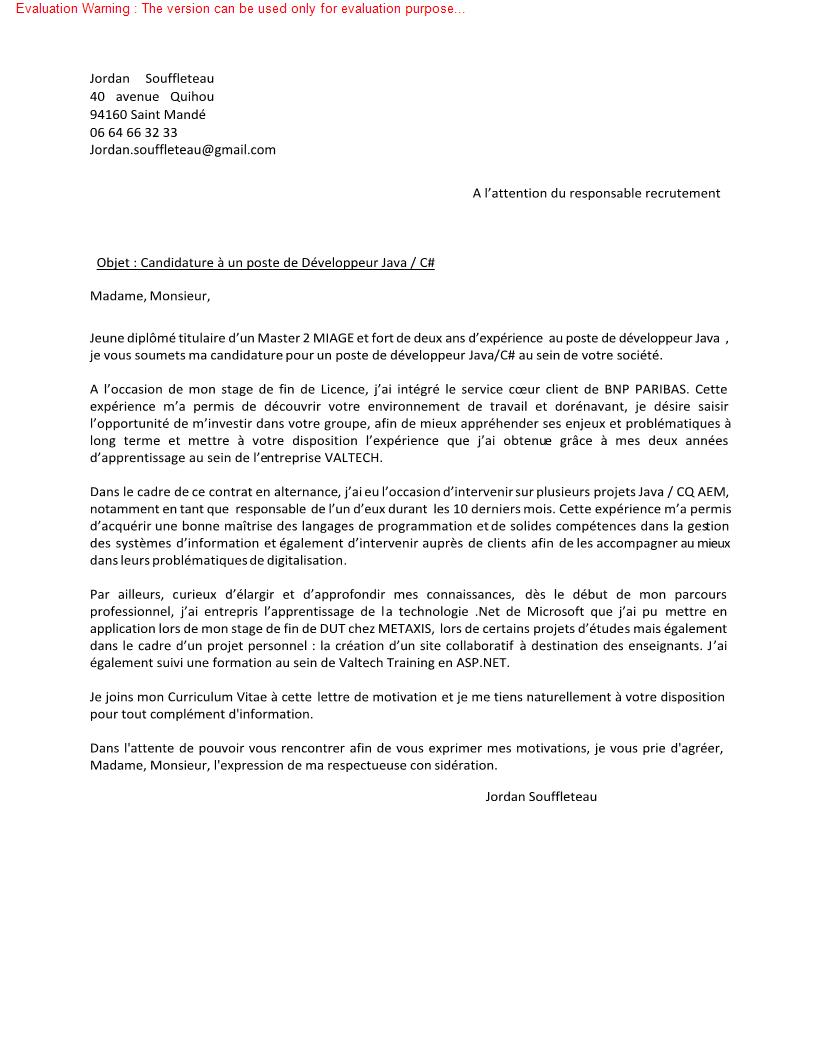 Evaluation Warning : The version can be used only for evaluation purpose...
Jordan Souffleteau
40 avenue Quihou
94160 Saint Mandé
06 64 66 32 33
Jordan.souffleteau@gmail.com
A l’attention du responsable recrutement
Objet : Candidature à un poste de Développeur Java / C#
Madame, Monsieur,
Jeune diplômé titulaire d’un Master 2 MIAGE et fort de deux ans d’expérience au poste de développeur Java ,
je vous soumets ma candidature pour un poste de développeur Java/C# au sein de votre société.
A l’occasion de mon stage de fin de Licence, j’ai intégré le service cœur client de BNP PARIBAS. Cette
expérience m’a permis de découvrir votre environnement de travail et dorénavant, je désire saisir
l’opportunité de m’investir dans votre groupe, afin de mieux appréhender ses enjeux et problématiques à
long terme et mettre à votre disposition l’expérience que j’ai obtenue grâce à mes deux années
d’apprentissage au sein de l’entreprise VALTECH.
Dans le cadre de ce contrat en alternance, j’ai eu l’occasion d’intervenir sur plusieurs projets Java / CQ AEM,
notamment en tant que responsable de l’un d’eux durant les 10 derniers mois. Cette expérience m’a permis
d’acquérir une bonne maîtrise des langages de programmation et de solides compétences dans la gestion
des systèmes d’information et également d’intervenir auprès de clients afin de les accompagner au mieux
dans leurs problématiques de digitalisation.
Par ailleurs, curieux d’élargir et d’approfondir mes connaissances, dès le début de mon parcours
professionnel, j’ai entrepris l’apprentissage de la technologie .Net de Microsoft que j’ai pu mettre en
application lors de mon stage de fin de DUT chez METAXIS, lors de certains projets d’études mais également
dans le cadre d’un projet personnel : la création d’un site collaboratif à destination des enseignants. J’ai
également suivi une formation au sein de Valtech Training en ASP.NET.
Je joins mon Curriculum Vitae à cette lettre de motivation et je me tiens naturellement à votre disposition
pour tout complément d'information.
Dans l'attente de pouvoir vous rencontrer afin de vous exprimer mes motivations, je vous prie d'agréer,
Madame, Monsieur, l'expression de ma respectueuse con sidération.
Jordan Souffleteau